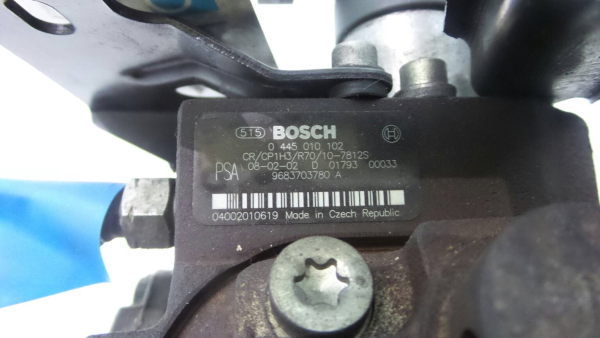 STS BOSCH
0 445 010 102
CR/CP1H3/R70/10-7812S
PSA 08-02-02 D 01793 00033
9683703780 A
04002010619 Made in Czech Republic